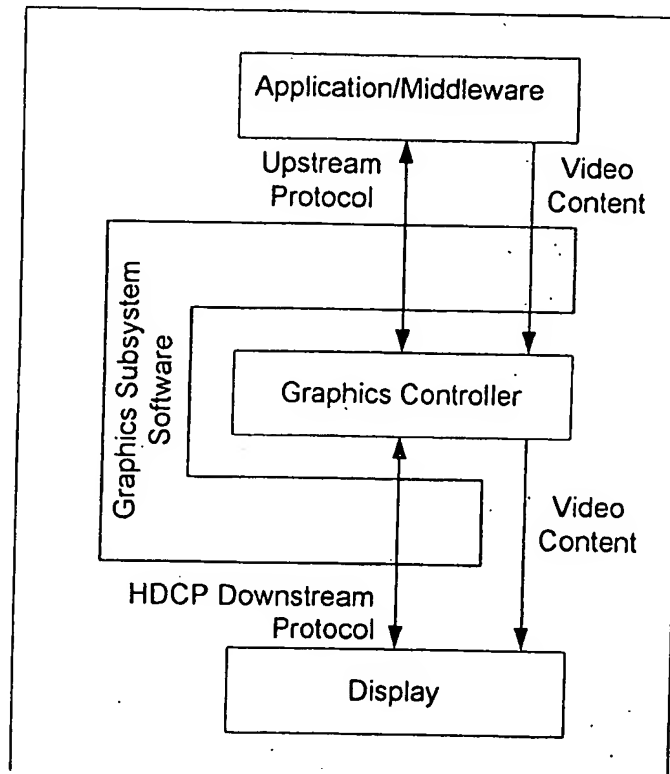 Application/Middleware
Upstream
Protocol
Video
Content
Graphics Subsystem
Software
Graphics Controller
Video
Content
HDCP Downstream
Protocol
Display